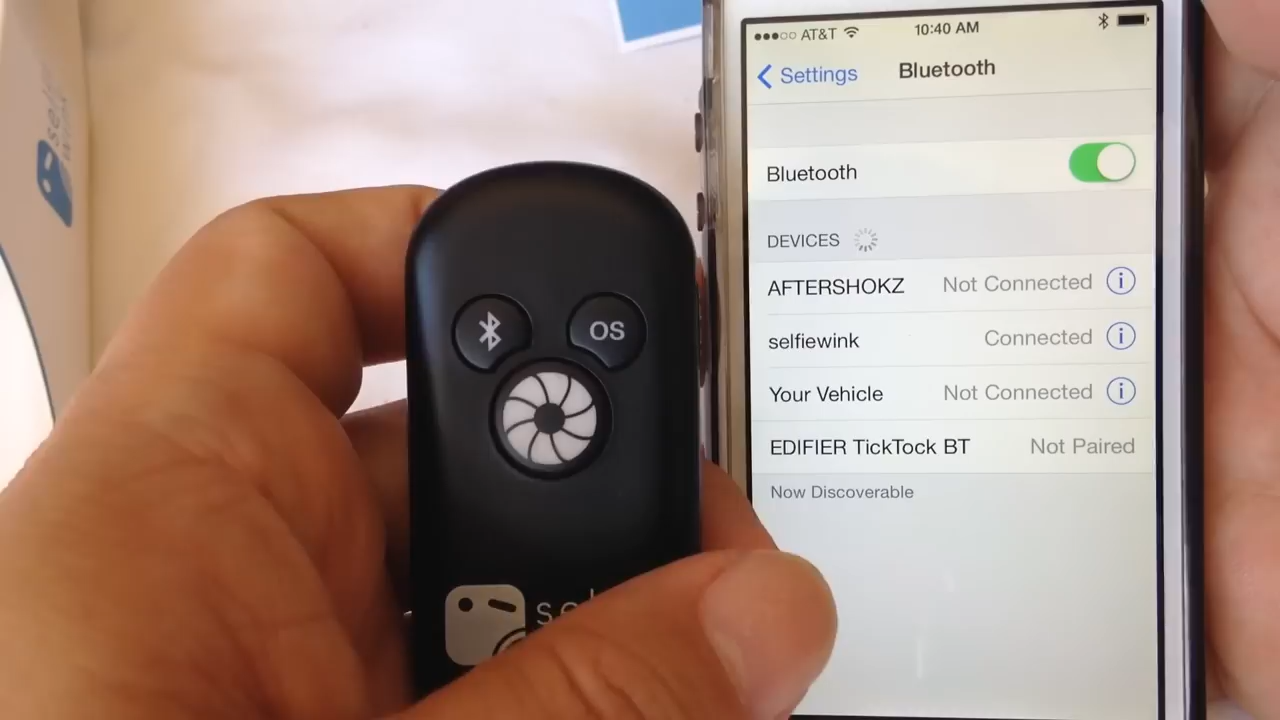 AT&T 10:40 AM
Settings Bluetooth
Bluetooth
DEVICES
AFTERSHOKZ Not Connected
selfiewink Connected
Your Vehicle Not Connected
EDIFIER TickTock BT Not Paired
Now Discoverable
OS